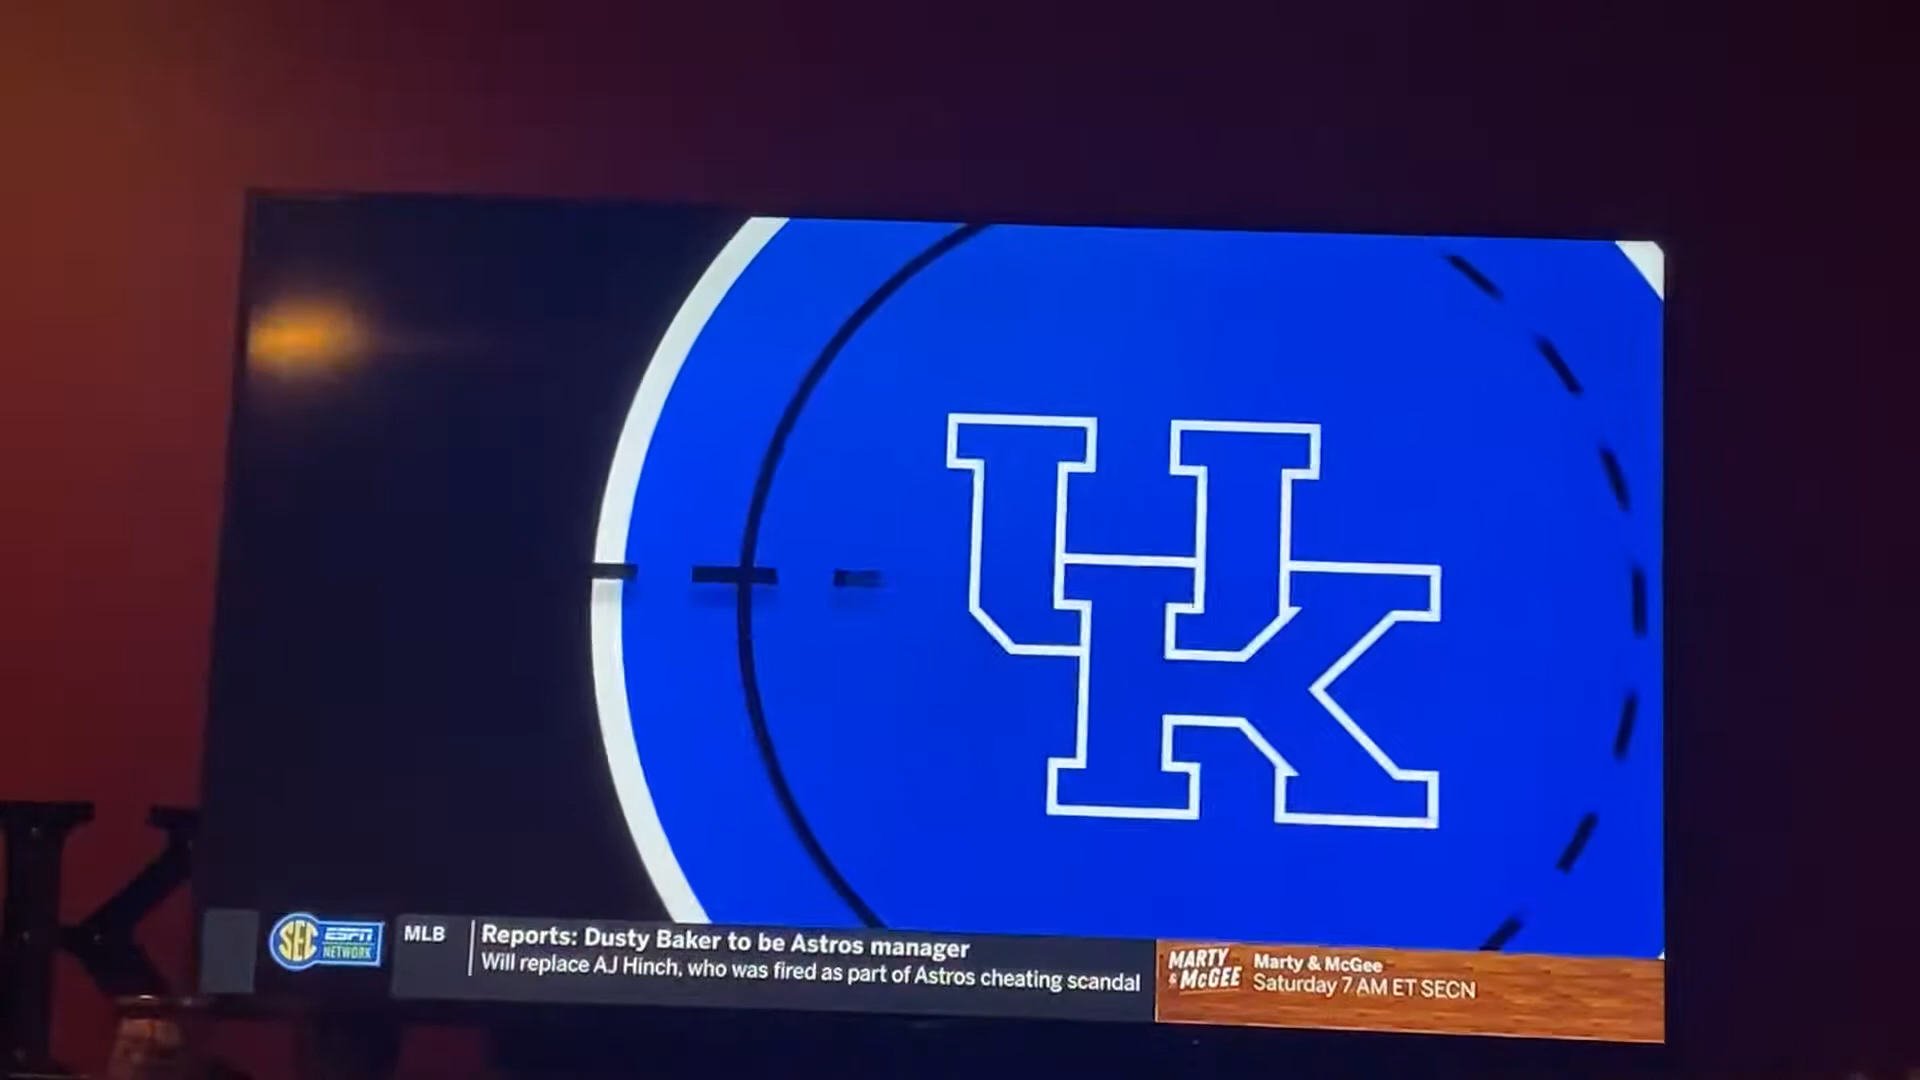 UK
K
SEC ESPN
NETWORK
MLB
Reports: Dusty Baker to be Astros manager
Will replace AJ Hinch, who was fired as part of Astros cheating scandal
MARTY
& McGEE
Marty & McGee
Saturday 7 AM ET SECN